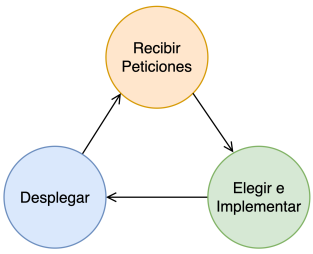 Recibir
Peticiones
Desplegar
Elegir e
Implementar